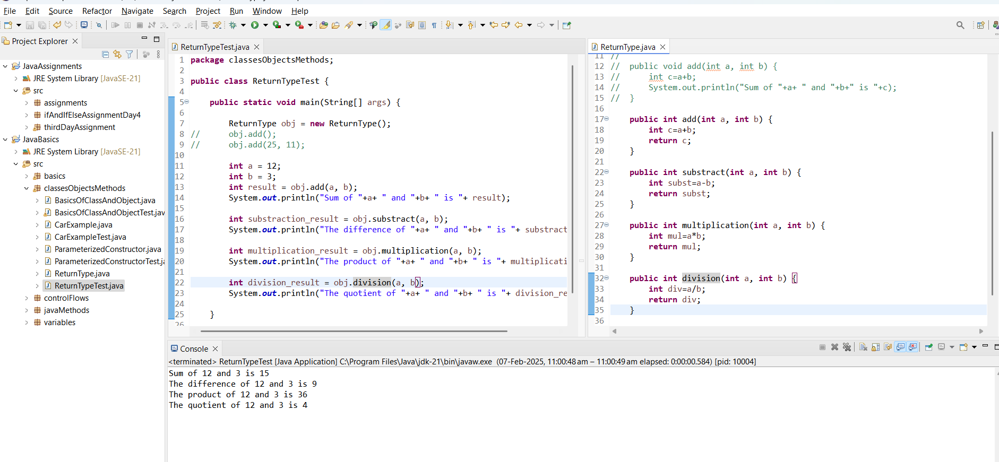 File Edit Source Refactor Navigate Search Project Run Window Help
Project Explorer
JavaAssignments
JRE System Library [JavaSE-21]
src
assignments
ifAndIfElseAssignmentDay4
thirdDayAssignment
JavaBasics
JRE System Library [JavaSE-21]
src
basics
classesObjectsMethods
BasicsOfClassAndObject.java
BasicsOfClassAndObjectTest.jav
CarExample.java
CarExampleTest.java
ParameterizedConstructor.java
ParameterizedConstructorTest.j
ReturnType.java
ReturnTypeTest.java
controlFlows
javaMethods
variables
ReturnTypeTest.java
1 package classesObjectsMethods;
2
3 public class ReturnTypeTest {
4
5 public static void main(String[] args) {
6
7 ReturnType obj = new ReturnType();
8 // obj.add();
9 // obj.add(25, 11);
10
11 int a = 12;
12 int b = 3;
13 int result = obj.add(a, b);
14 System.out.println("Sum of "+a+ " and "+b+ " is "+ result);
15
16 int substraction_result = obj.substract(a, b);
17 System.out.println("The difference of "+a+ " and "+b+ " is "+ substract
18
19 int multiplication_result = obj.multiplication(a, b);
20 System.out.println("The product of "+a+ " and "+b+ " is "+ multiplicati
21
22 int division_result = obj.division(a, b);
23 System.out.println("The quotient of "+a+ " and "+b+ " is "+ division_re
24
25 }
26
ReturnType.java
11 //
12 // public void add(int a, int b) {
13 // int c=a+b;
14 // System.out.println("Sum of "+a+ " and "+b+" is "+c);
15 // }
16
17 public int add(int a, int b) {
18 int c=a+b;
19 return c;
20 }
21
22 public int substract(int a, int b) {
23 int subst=a-b;
24 return subst;
25 }
26
27 public int multiplication(int a, int b) {
28 int mul=a*b;
29 return mul;
30 }
31
32 public int division(int a, int b) {
33 int div=a/b;
34 return div;
35 }
36
Console
<terminated> ReturnTypeTest [Java Application] C:\Program Files\Java\jdk-21\bin\javaw.exe (07-Feb-2025, 11:00:48 am – 11:00:49 am elapsed: 0:00:00.584) [pid: 10004]
Sum of 12 and 3 is 15
The difference of 12 and 3 is 9
The product of 12 and 3 is 36
The quotient of 12 and 3 is 4